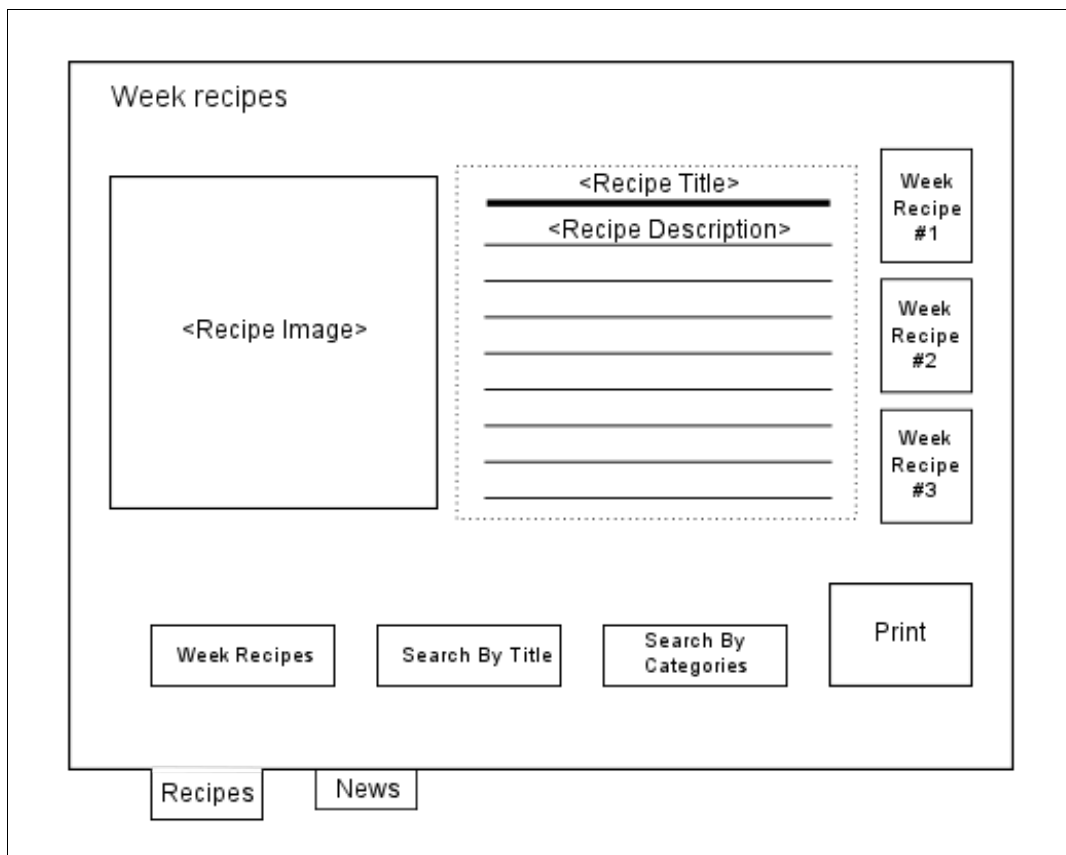 Week recipes
<Recipe Title>
<Recipe Description>
<Recipe Image>
Week
Recipe
#1
Week
Recipe
#2
Week
Recipe
#3
Week Recipes
Search By Title
Search By
Categories
Print
Recipes
News